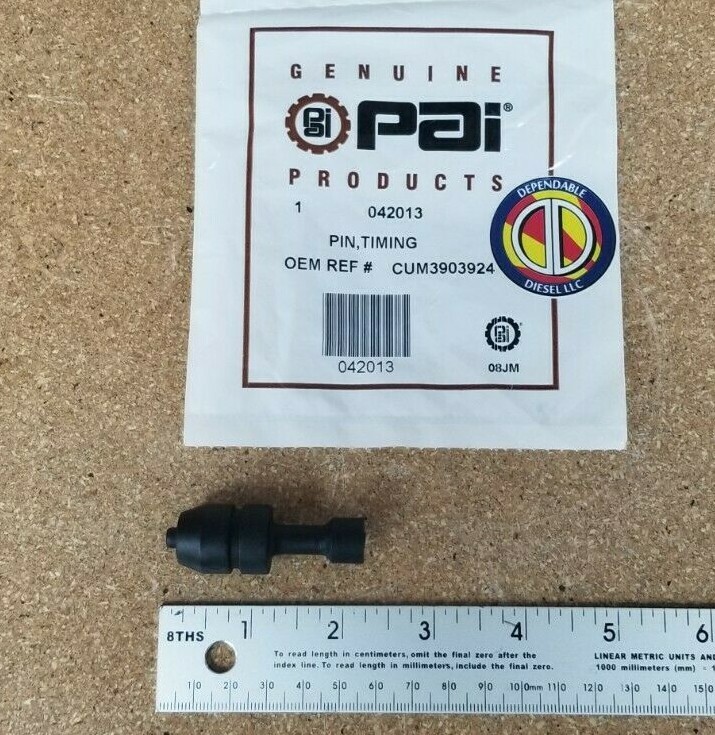 GENUINE
pai®
PRODUCTS
1 042013
PIN,TIMING
OEM REF # CUM3903924
DEPENDABLE
DIESEL LLC
042013
08JM
8THS 1 2 3 4 5 6
To read length in centimeters, omit the final zero after the
index line. To read length in millimeters, include the final zero.
LINEAR METRIC UNITS AND
1000 millimeters (mm)
10 20 30 40 50 60 70 80 90 100mm 110 120 130 140 150